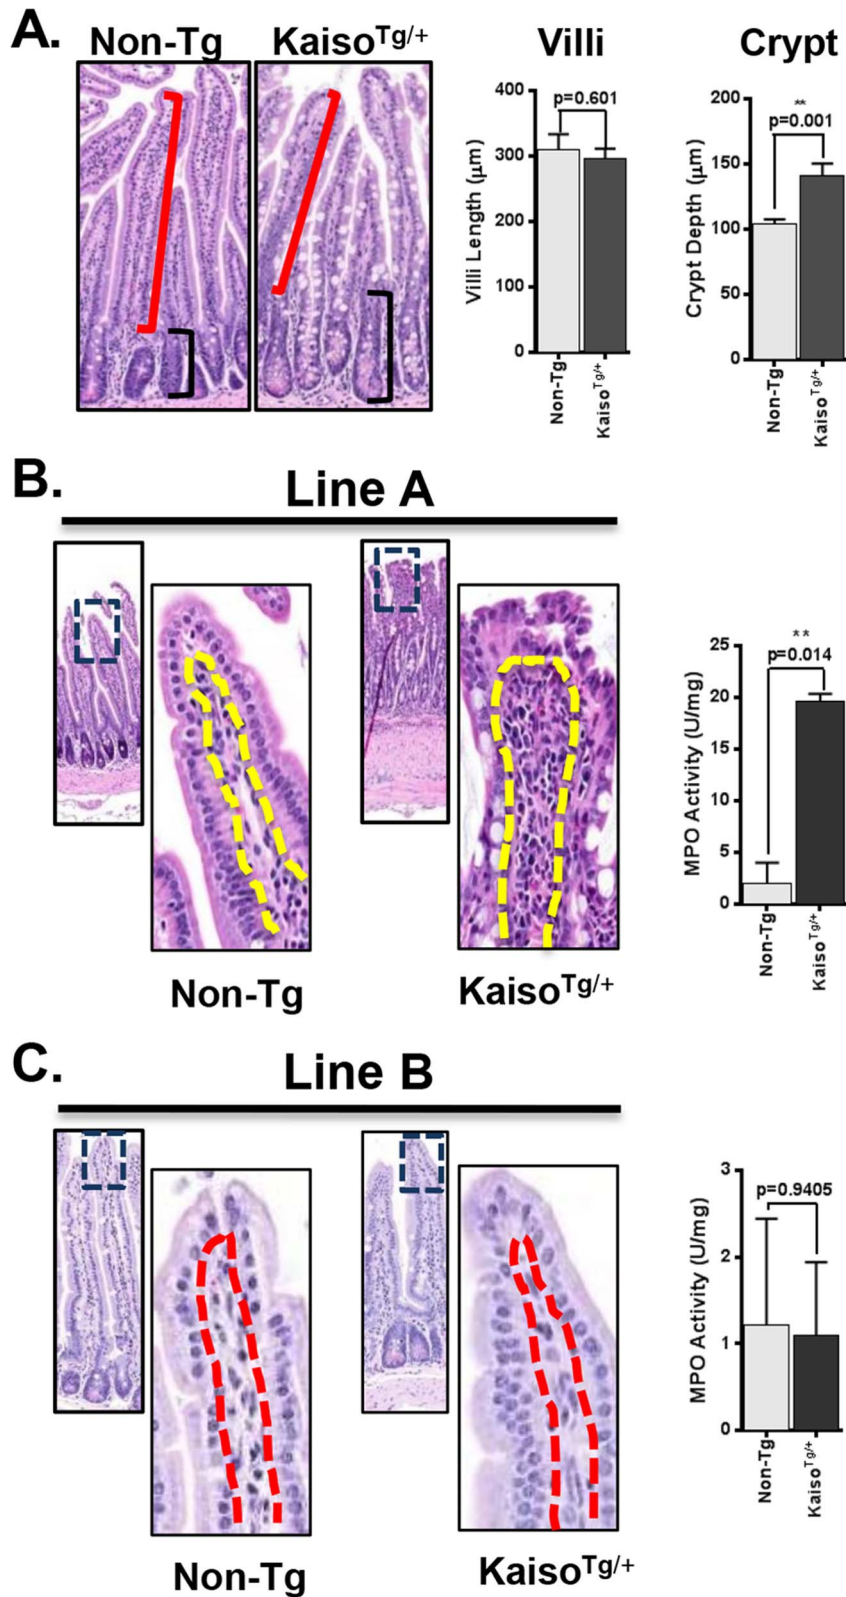 A.
Non-Tg
Kaiso^Tg/+
Villi
Crypt
Villi Length (μm)
400
300
200
100
0
p=0.601
Non-Tg
Kaiso^Tg/+
Crypt Depth (μm)
200
150
100
50
0
**
p=0.001
Non-Tg
Kaiso^Tg/+
B.
Line A
Non-Tg
Kaiso^Tg/+
MPO Activity (U/mg)
25
20
15
10
5
0
**
p=0.014
Non-Tg
Kaiso^Tg/+
C.
Line B
Non-Tg
Kaiso^Tg/+
MPO Activity (U/mg)
3
2
1
0
p=0.9405
Non-Tg
Kaiso^Tg/+